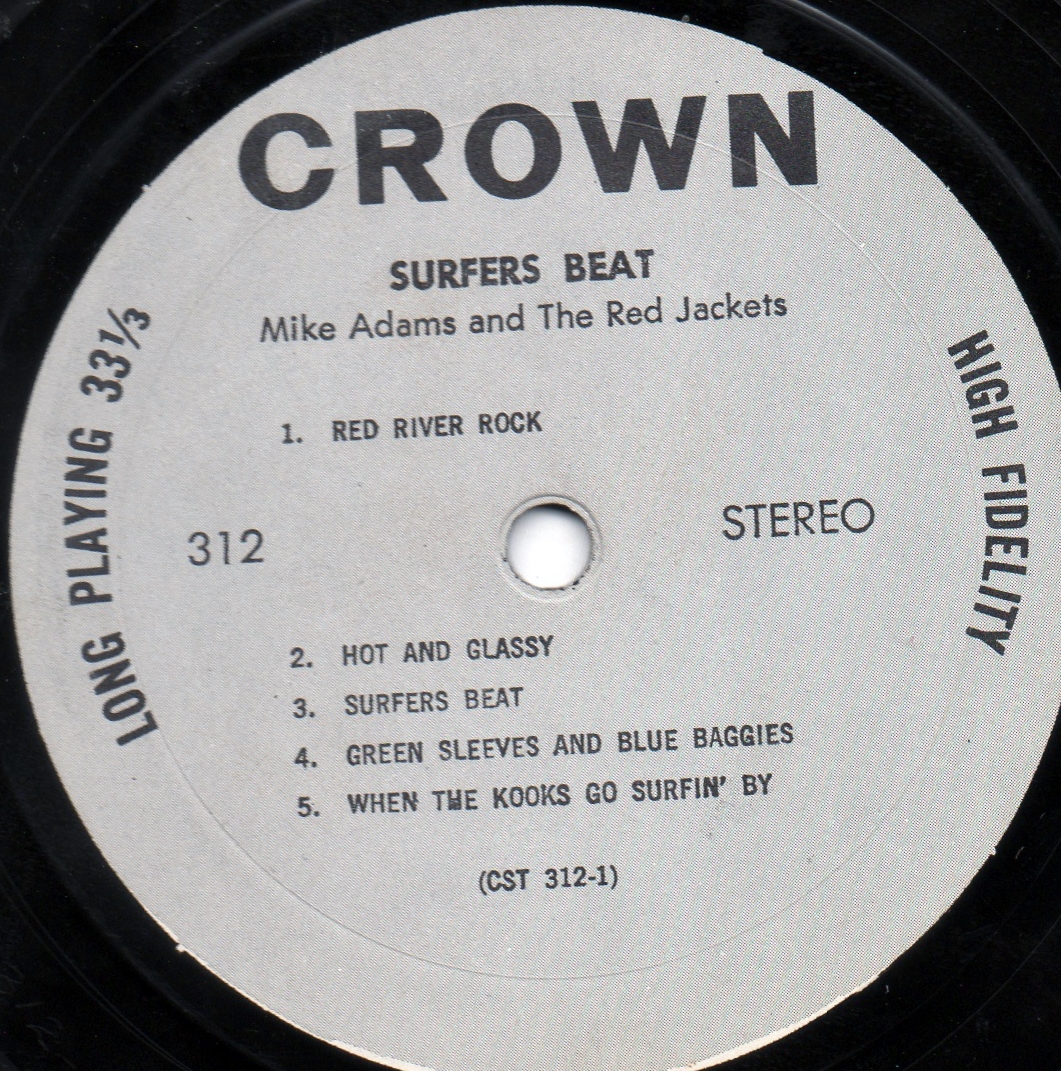 CROWN
SURFERS BEAT
Mike Adams and The Red Jackets
LONG PLAYING 33⅓
HIGH FIDELITY
1. RED RIVER ROCK
312
STEREO
2. HOT AND GLASSY
3. SURFERS BEAT
4. GREEN SLEEVES AND BLUE BAGGIES
5. WHEN THE KOOKS GO SURFIN' BY
(CST 312-1)